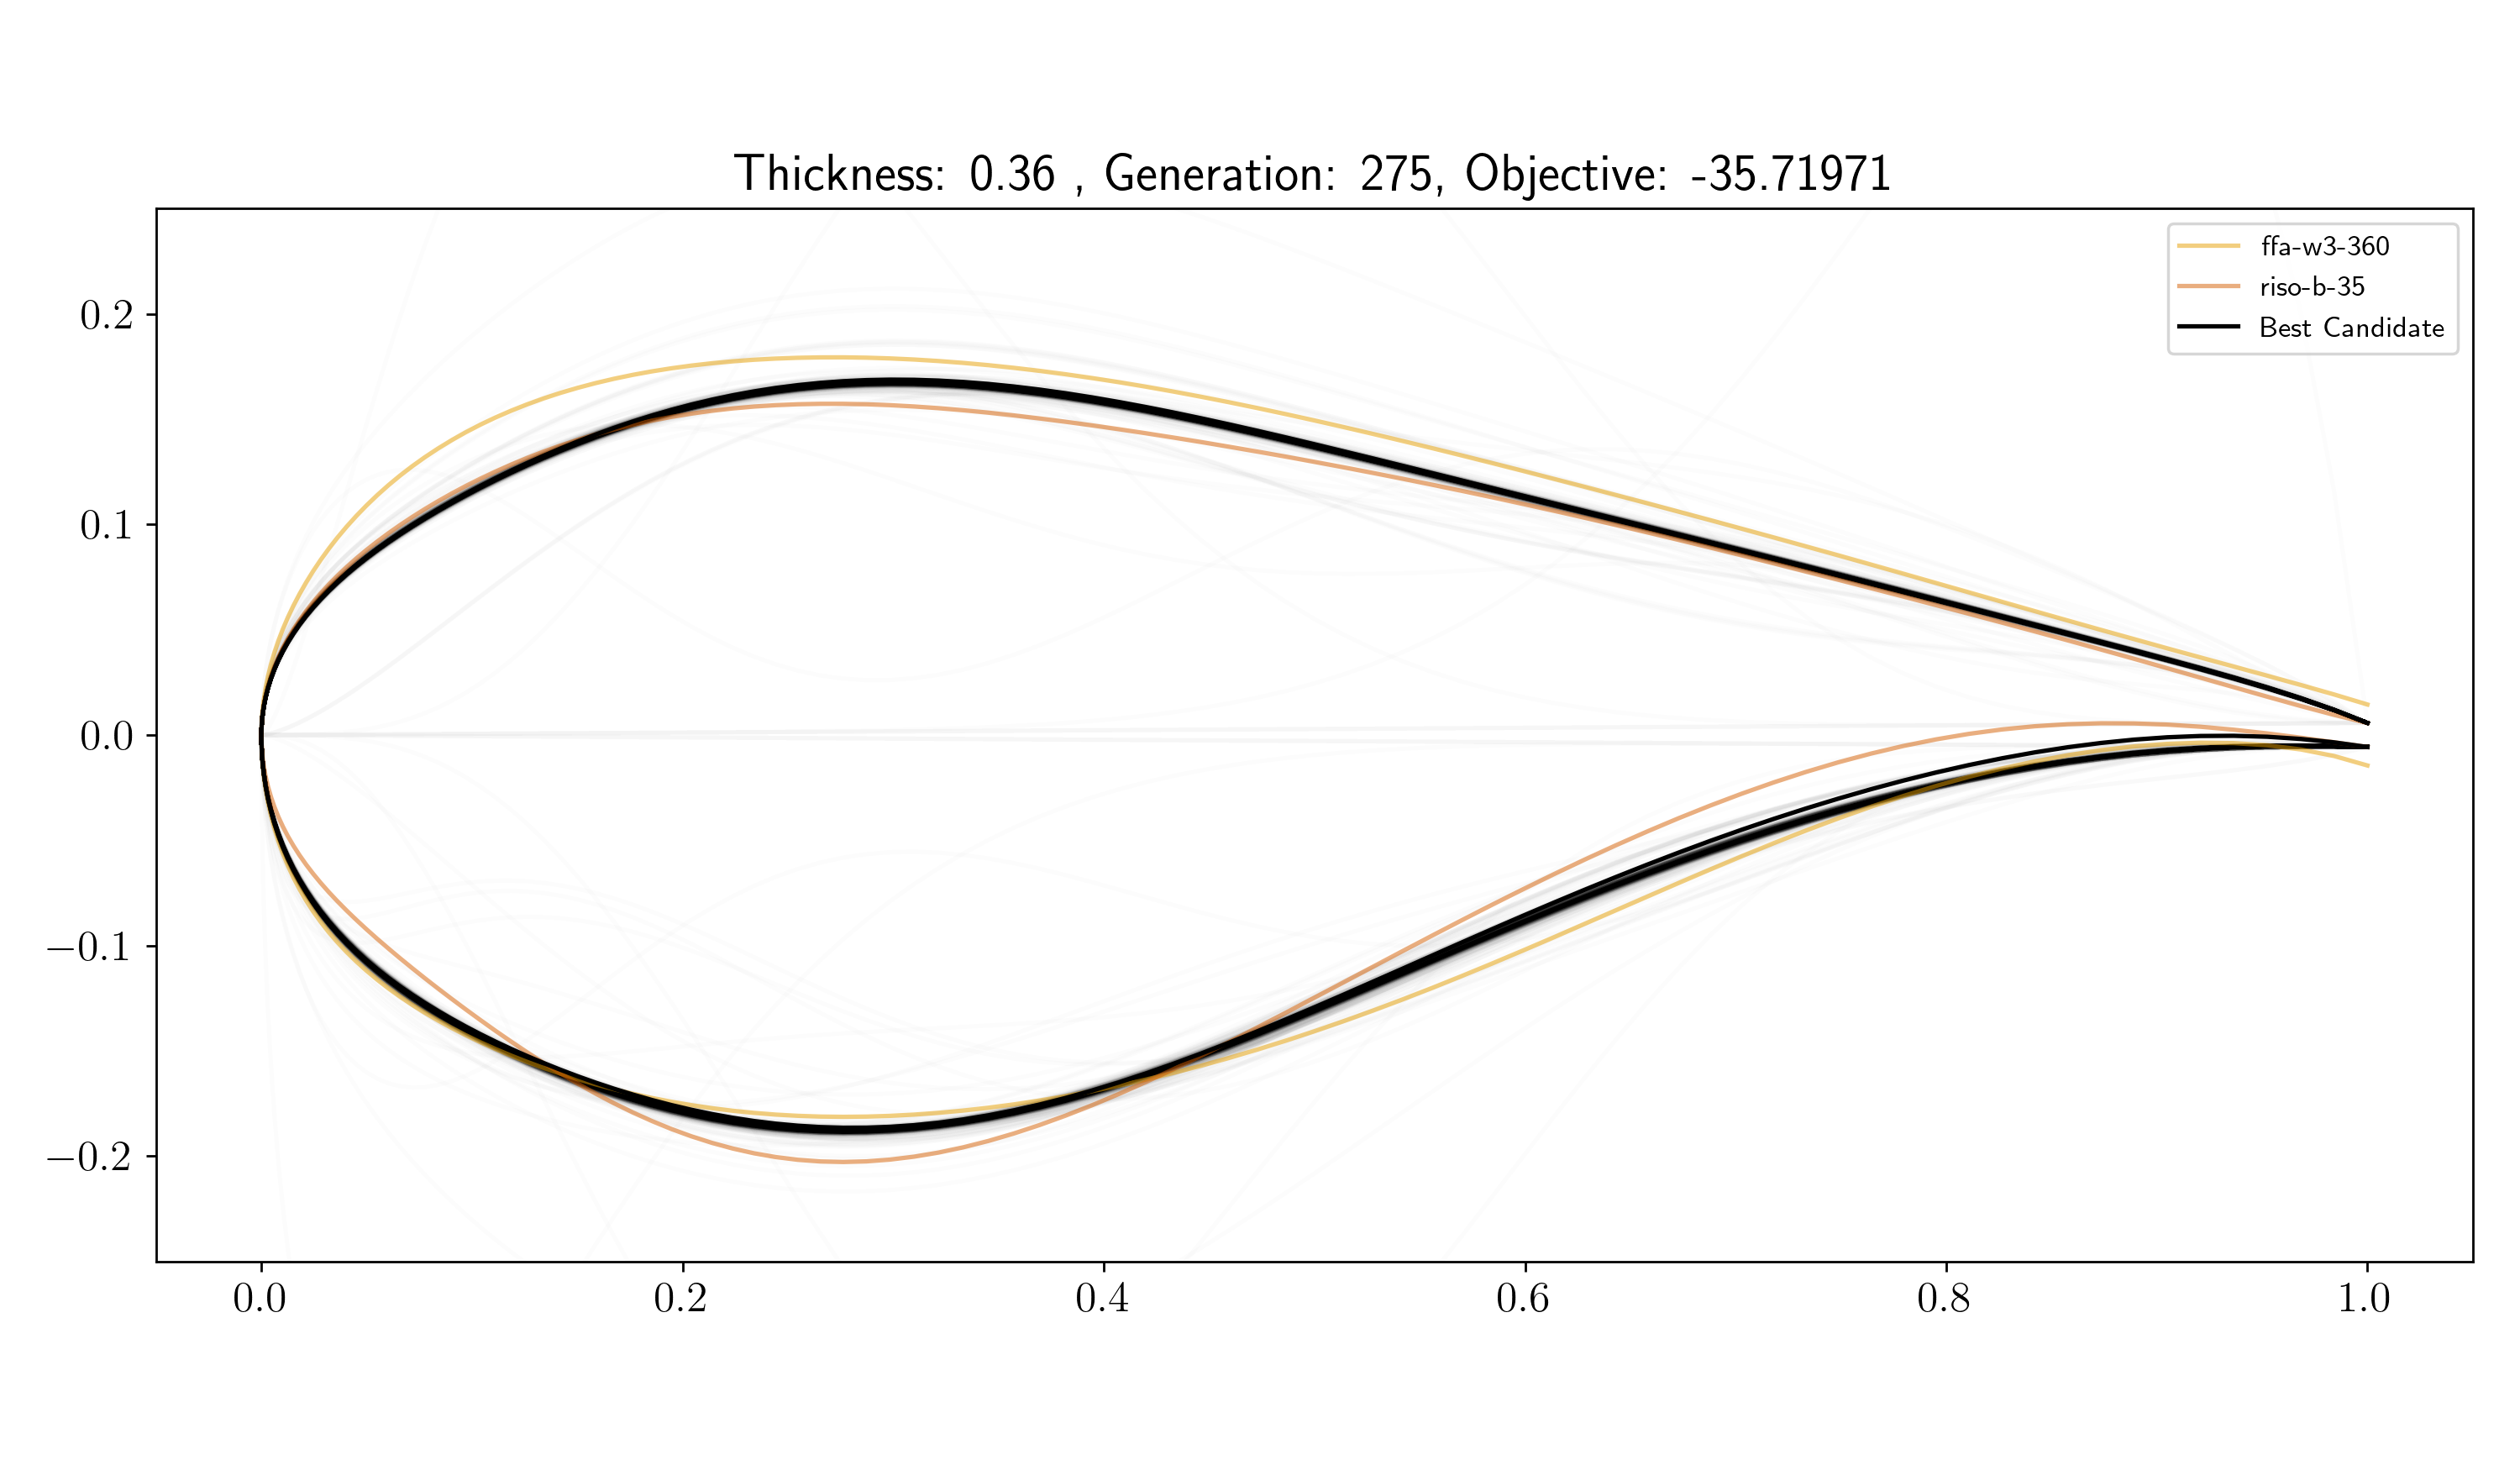 Thickness: 0.36 , Generation: 275, Objective: -35.71971
ffa-w3-360
riso-b-35
Best Candidate
0.2
0.1
0.0
−0.1
−0.2
0.0 0.2 0.4 0.6 0.8 1.0